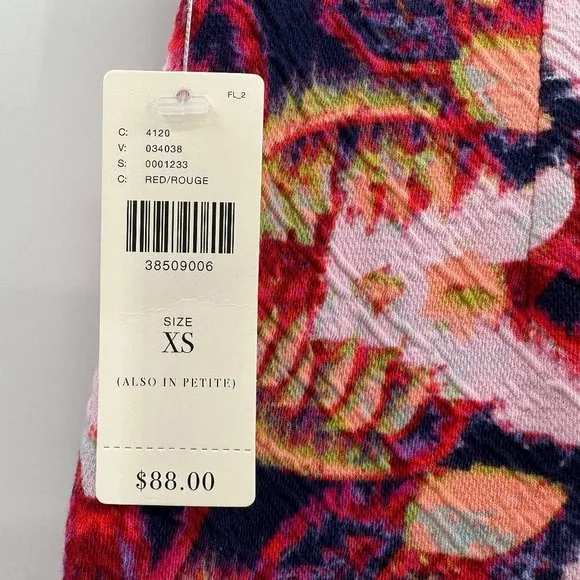 FL_2
C: 4120
V: 034038
S: 0001233
C: RED/ROUGE
38509006
SIZE
XS
(ALSO IN PETITE)
$88.00